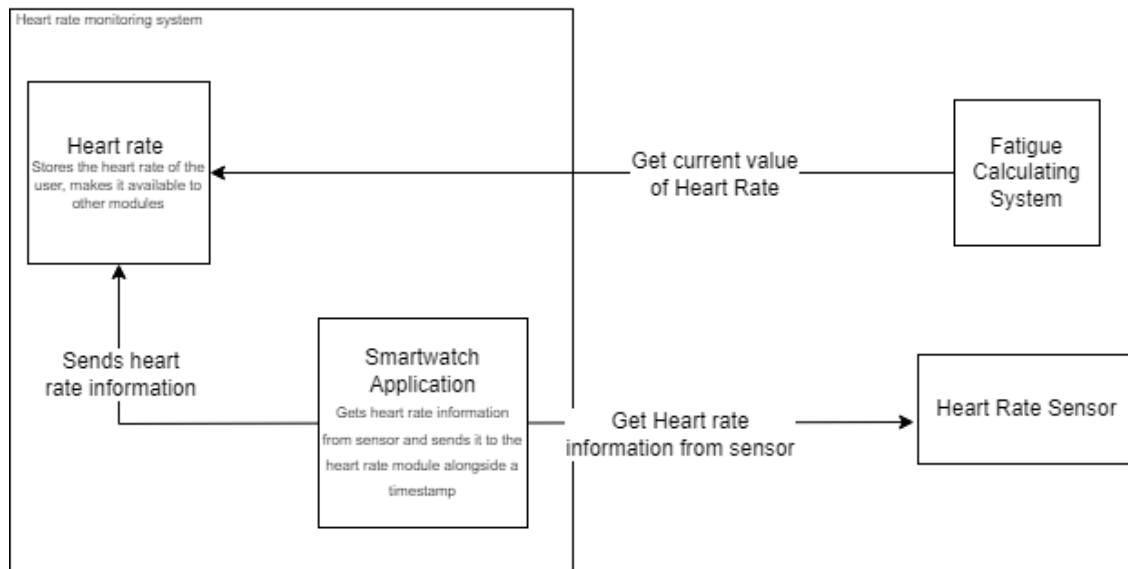 Heart rate monitoring system
Heart rate
Stores the heart rate of the
user, makes it available to
other modules
Get current value
of Heart Rate
Fatigue
Calculating
System
Sends heart
rate information
Smartwatch
Application
Gets heart rate information
from sensor and sends it to the
heart rate module alongside a
timestamp
Get Heart rate
information from sensor
Heart Rate Sensor